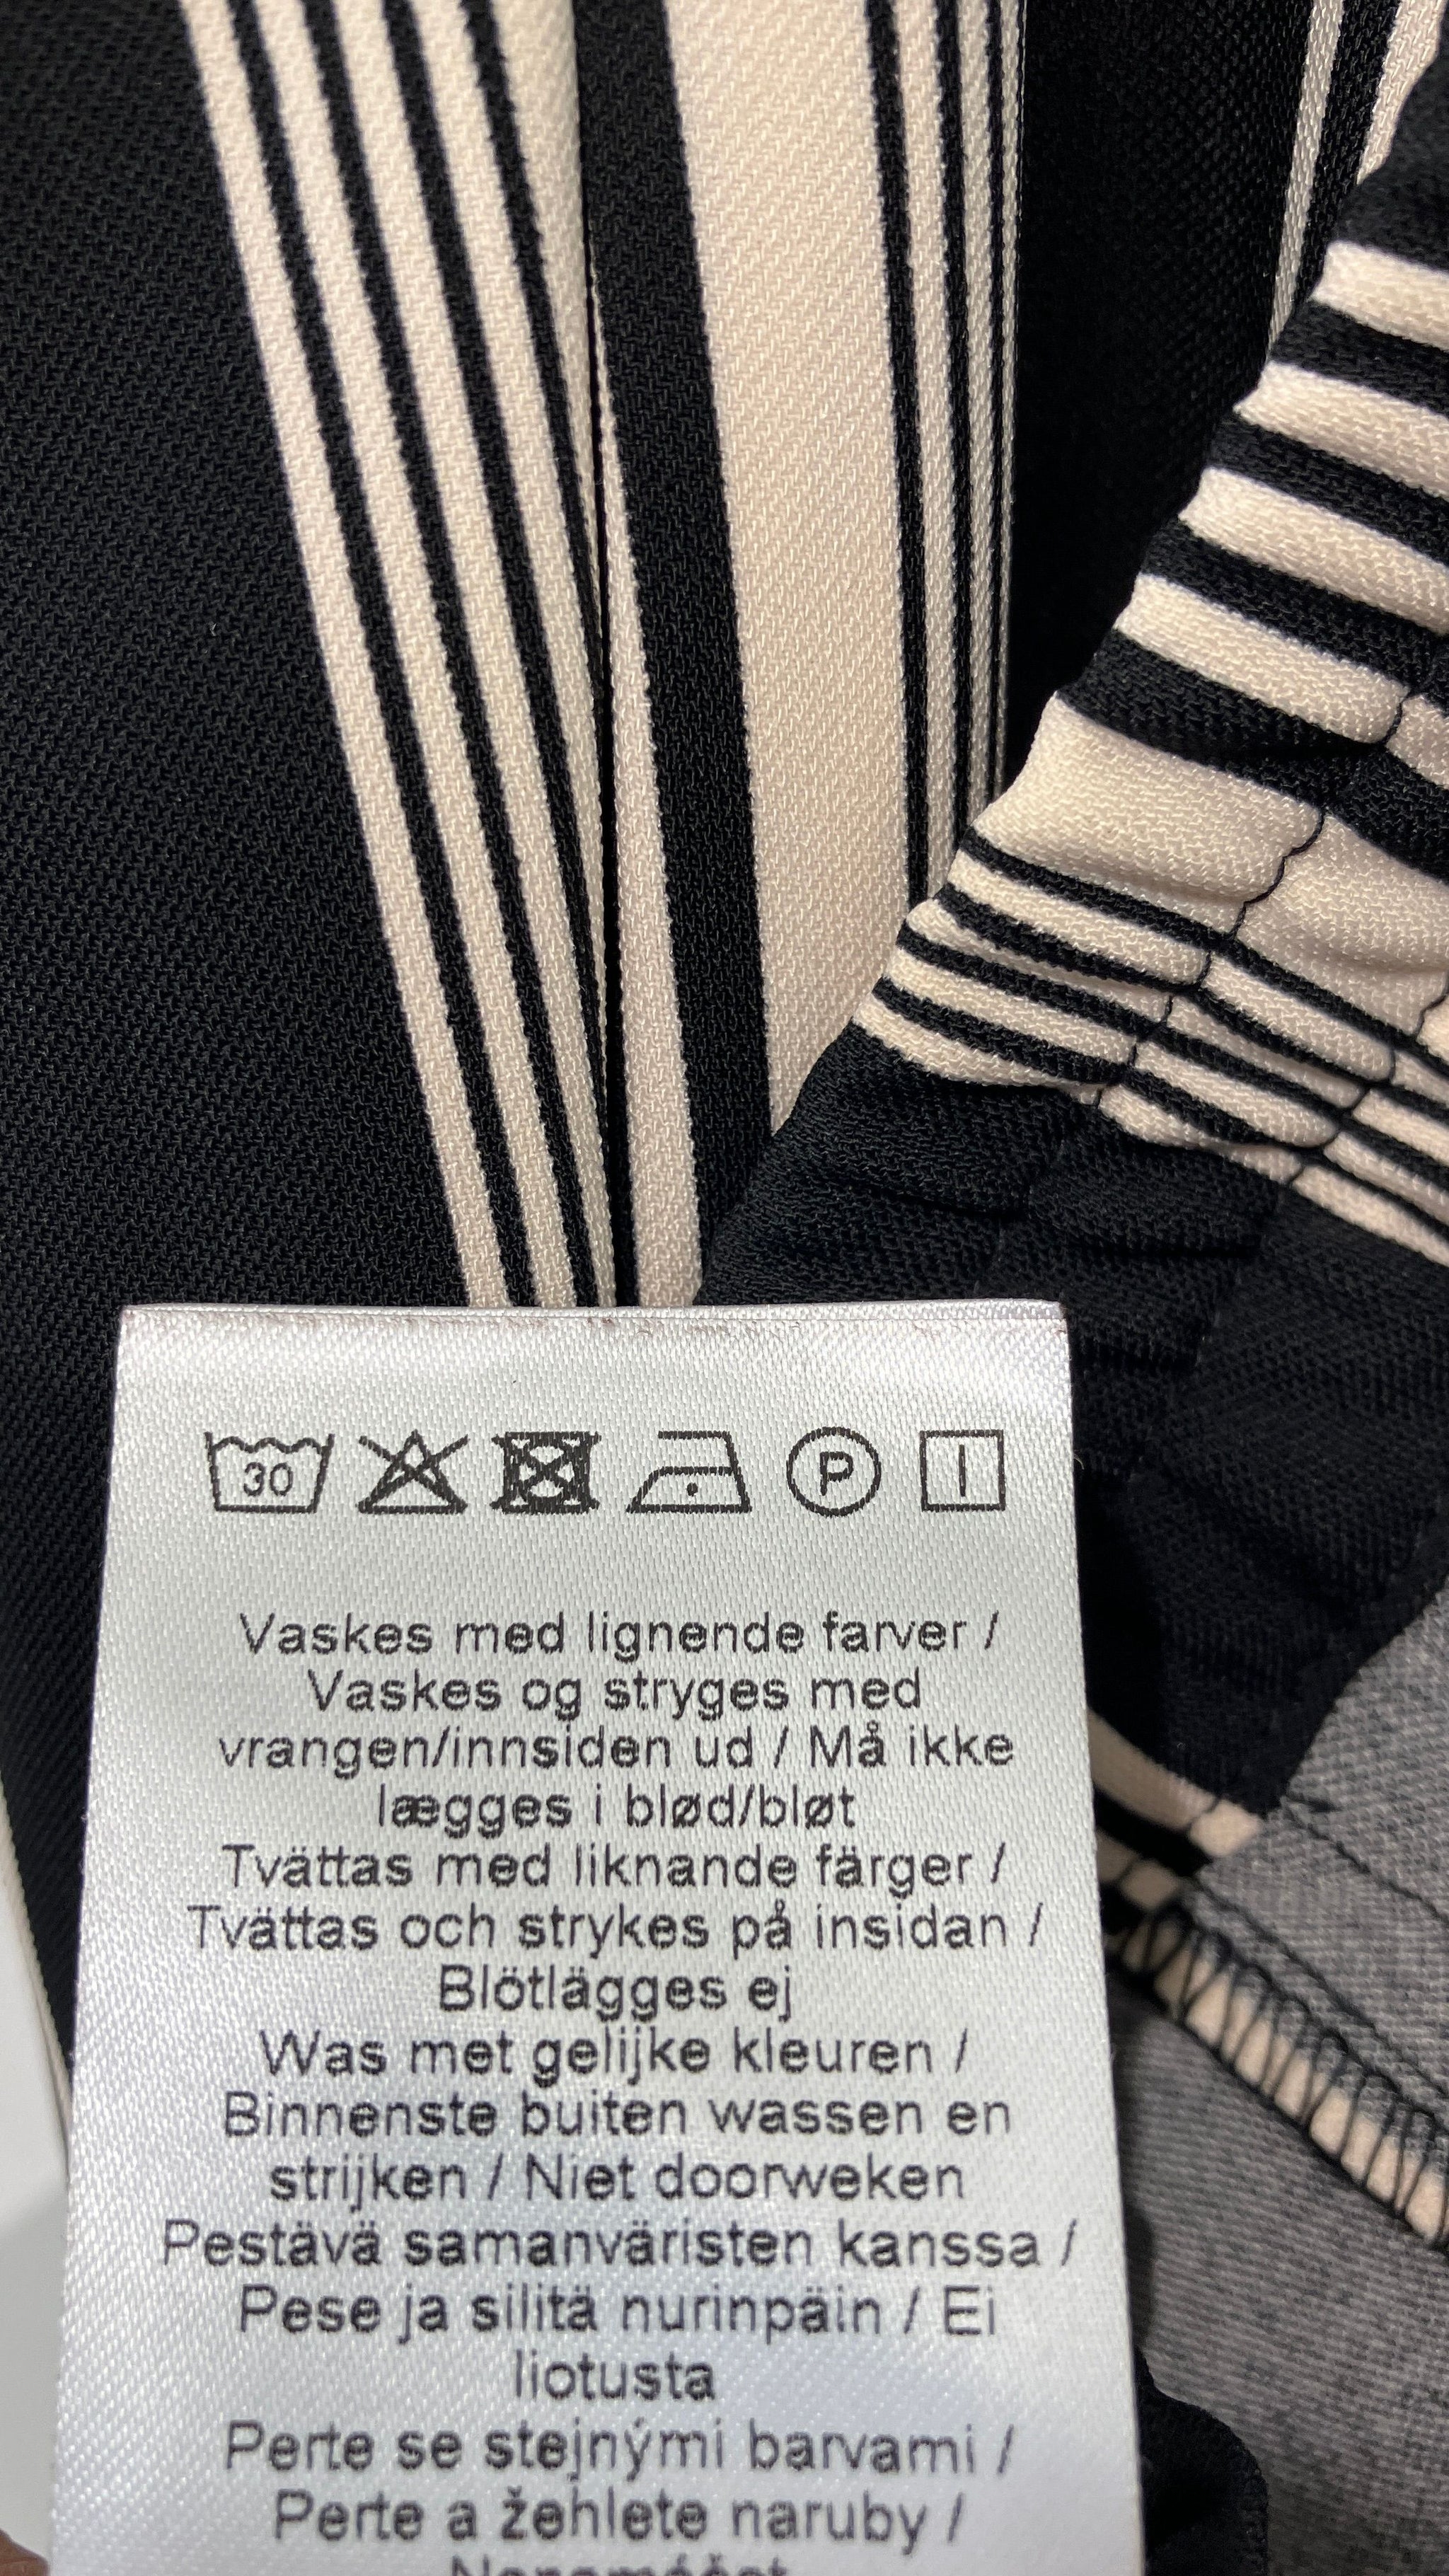 30 P
Vaskes med lignende farver /
Vaskes og stryges med
vrangen/innsiden ud / Må ikke
lægges i blød/bløt
Tvättas med liknande färger /
Tvättas och strykes på insidan /
Blötlägges ej
Was met gelijke kleuren /
Binnenste buiten wassen en
strijken / Niet doorweken
Pestävä samanväristen kanssa /
Pese ja silitä nurinpäin / Ei
liotusta
Perte se stejnými barvami /
Perte a žehlete naruby /